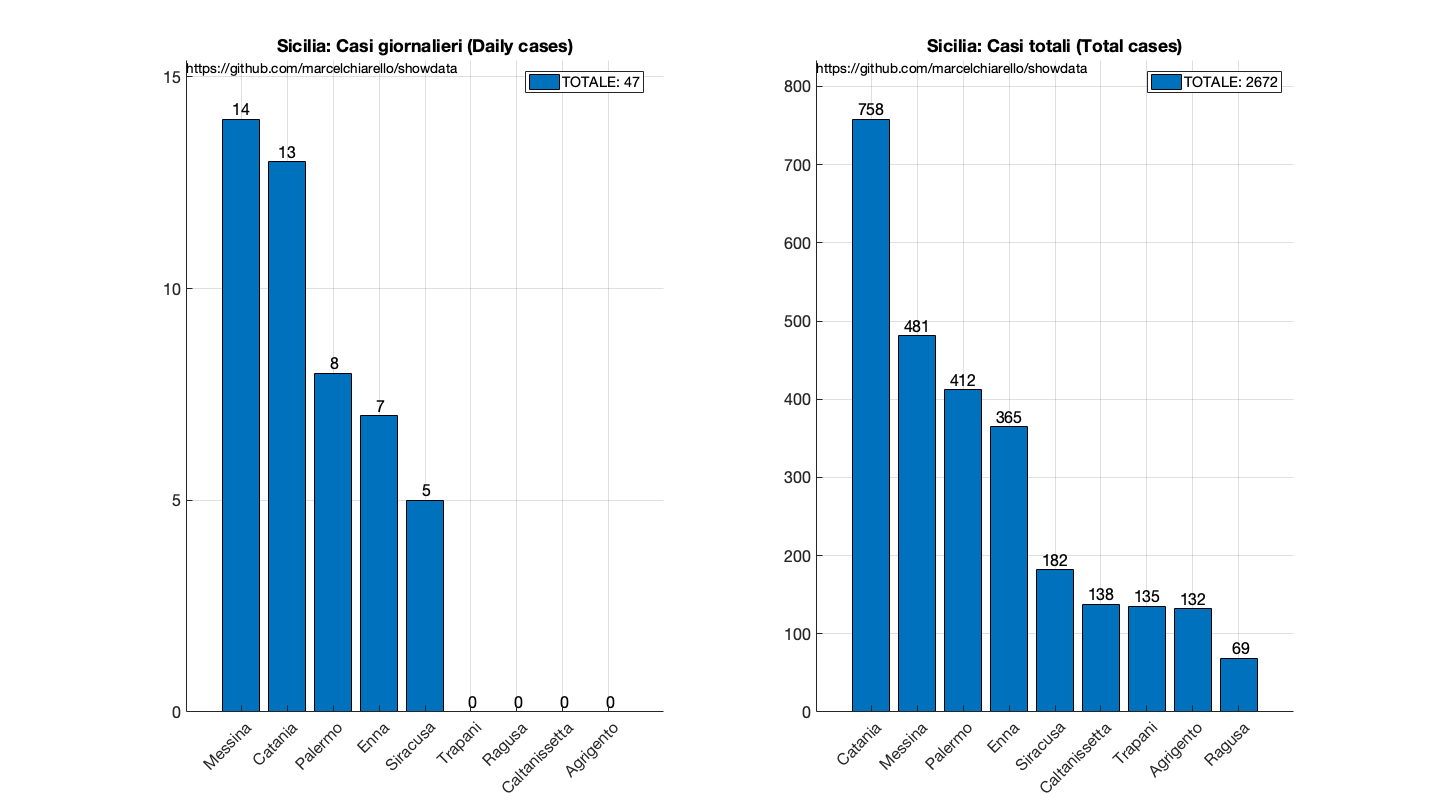 Sicilia: Casi giornalieri (Daily cases)
https://github.com/marcelchiarello/showdata
TOTALE: 47
15
10
5
0
14
13
8
7
5
0
0
0
0
Messina
Catania
Palermo
Enna
Siracusa
Trapani
Ragusa
Caltanissetta
Agrigento
Sicilia: Casi totali (Total cases)
https://github.com/marcelchiarello/showdata
TOTALE: 2672
800
700
600
500
400
300
200
100
0
758
481
412
365
182
138
135
132
69
Catania
Messina
Palermo
Enna
Siracusa
Caltanissetta
Trapani
Agrigento
Ragusa